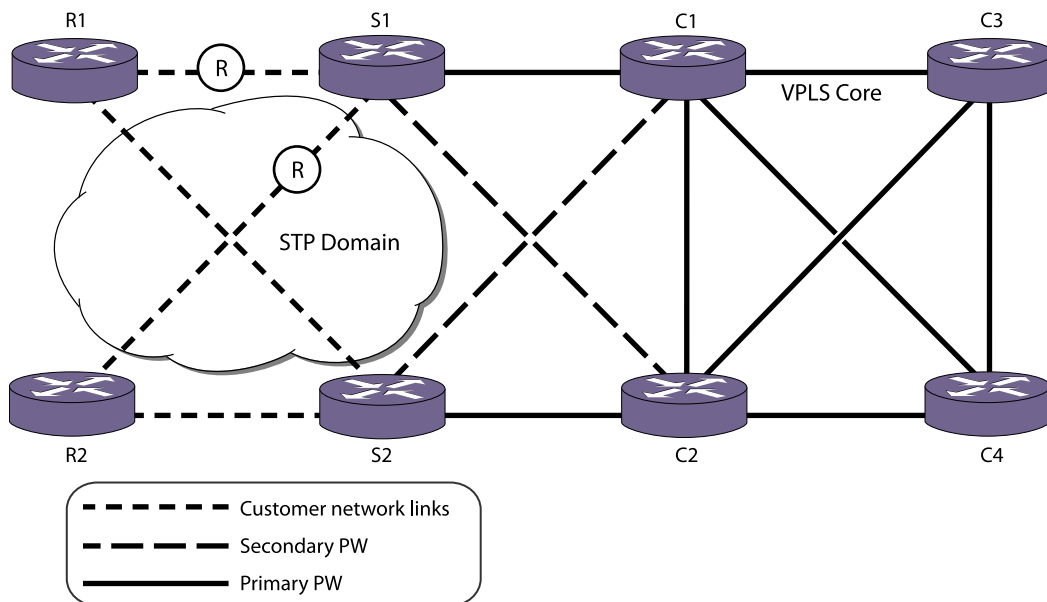 R1
S1
C1
C3
R
VPLS Core
R
STP Domain
R2
S2
C2
C4
Customer network links
Secondary PW
Primary PW